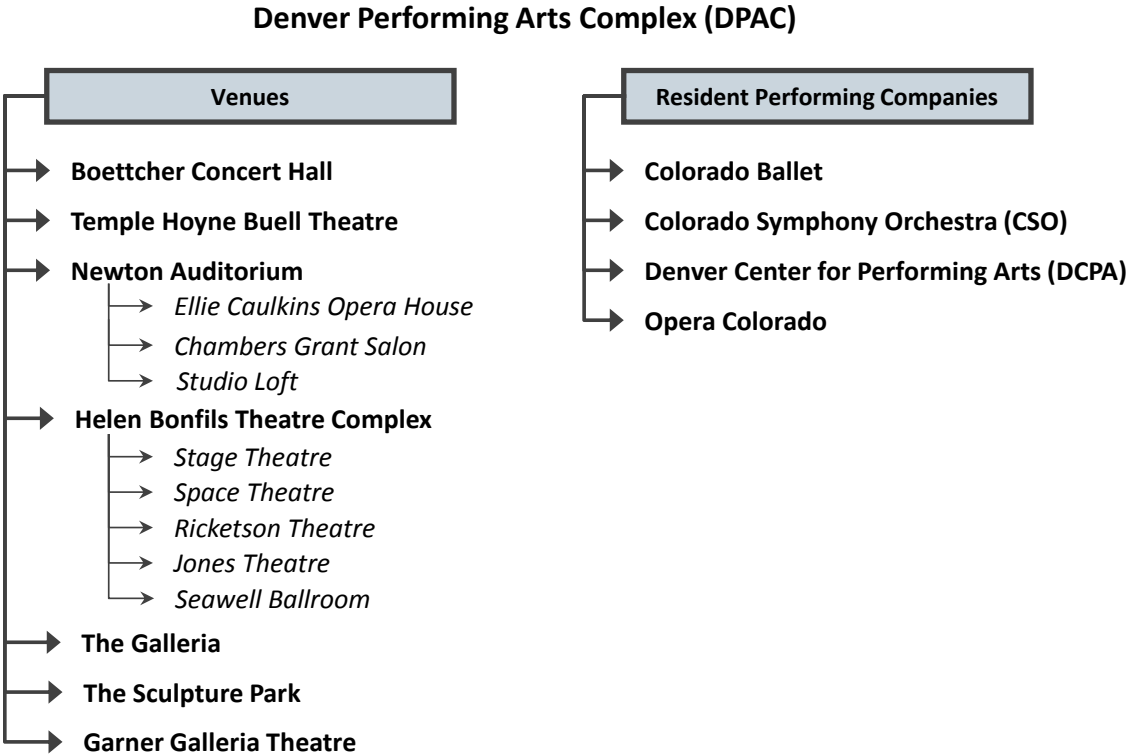 Denver Performing Arts Complex (DPAC)
Venues
Boettcher Concert Hall
Temple Hoyne Buell Theatre
Newton Auditorium
Ellie Caulkins Opera House
Chambers Grant Salon
Studio Loft
Helen Bonfils Theatre Complex
Stage Theatre
Space Theatre
Ricketson Theatre
Jones Theatre
Seawell Ballroom
The Galleria
The Sculpture Park
Garner Galleria Theatre
Resident Performing Companies
Colorado Ballet
Colorado Symphony Orchestra (CSO)
Denver Center for Performing Arts (DCPA)
Opera Colorado